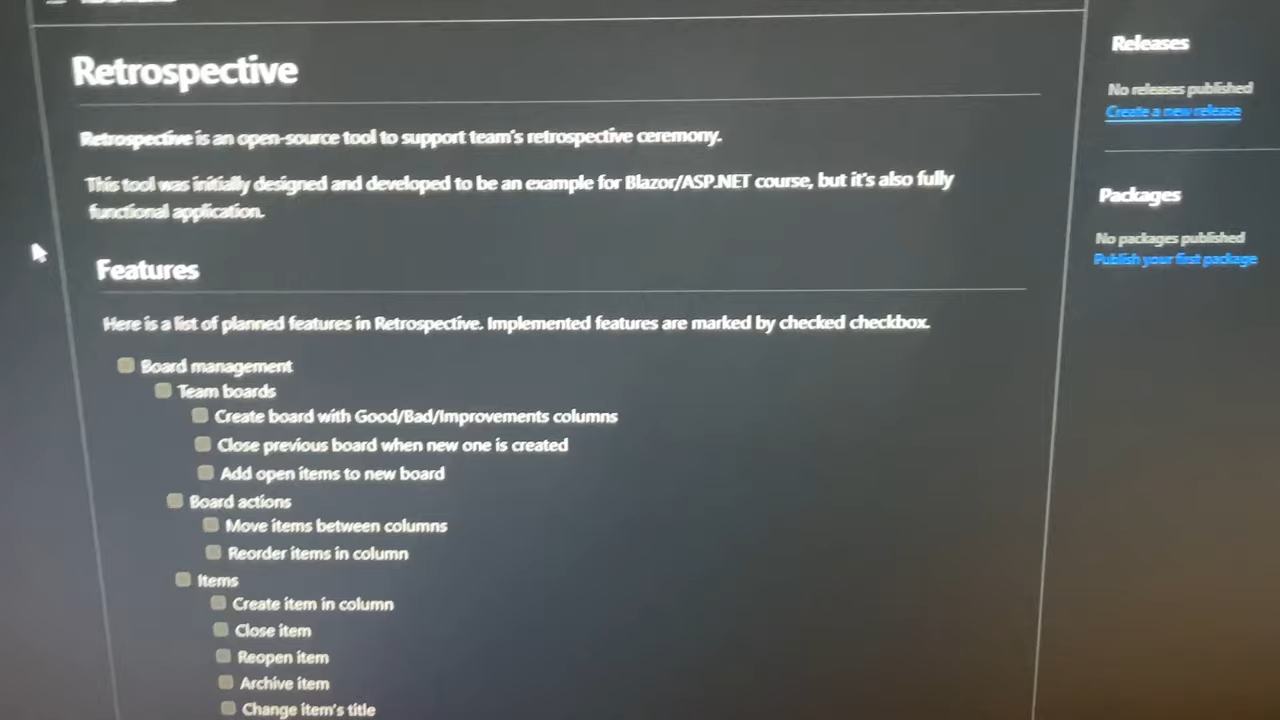 Retrospective
Retrospective is an open-source tool to support team's retrospective ceremony.
This tool was initially designed and developed to be an example for Blazor/ASP.NET course, but it's also fully
functional application.
Features
Here is a list of planned features in Retrospective. Implemented features are marked by checked checkbox.
Board management
Team boards
Create board with Good/Bad/Improvements columns
Close previous board when new one is created
Add open items to new board
Board actions
Move items between columns
Reorder items in column
Items
Create item in column
Close item
Reopen item
Archive item
Change item's title
Releases
No releases published
Create a new release
Packages
No packages published
Publish your first package